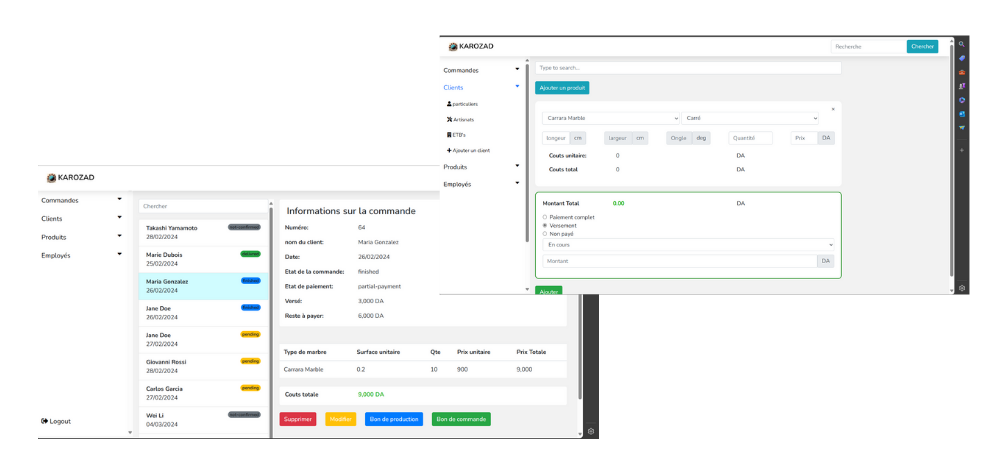 KAROZAD
Recherche
Chercher
Commandes
Clients
particuliers
Artisnats
ETB's
Ajouter un client
Produits
Employés
Type to search...
Ajouter un produit
×
Carrara Marble
Carré
longeur cm
largeur cm
Ongle deg
Quantité
Prix DA
Couts unitaire: 0 DA
Couts total 0 DA
Montant Total 0.00 DA
Paiement complet
Versement
Non payé
En cours
Montant DA
Ajouter
KAROZAD
Commandes
Clients
Produits
Employés
Logout
Chercher
Takashi Yamamoto
28/02/2024
Marie Dubois
25/02/2024
Maria Gonzalez
26/02/2024
Jane Doe
26/02/2024
Jane Doe pending
27/02/2024
Giovanni Rossi pending
28/02/2024
Carlos Garcia pending
27/02/2024
Wei Li
04/03/2024
Informations sur la commande
Numéro: 64
nom du client: Maria Gonzalez
Date: 26/02/2024
Etat de la commande: finished
Etat de paiement: partial-payment
Versé: 3,000 DA
Reste à payer: 6,000 DA
Type de marbre Surface unitaire Qte Prix unitaire Prix Totale
Carrara Marble 0.2 10 900 9,000
Couts totale 9,000 DA
Supprimer Modifier Bon de production Bon de commande